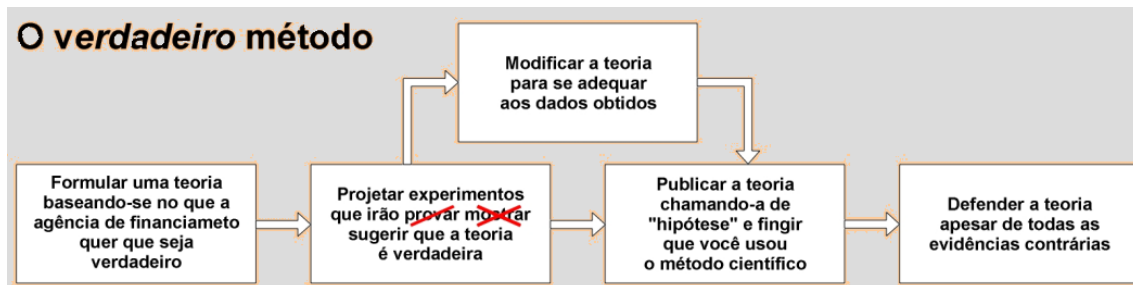 O verdadeiro método
Modificar a teoria
para se adequar
aos dados obtidos
Formular uma teoria
baseando-se no que a
agência de financiameto
quer que seja
verdadeiro
Projetar experimentos
que irão provar mostrar
sugerir que a teoria
é verdadeira
Publicar a teoria
chamando-a de
"hipótese" e fingir
que você usou
o método científico
Defender a teoria
apesar de todas as
evidências contrárias